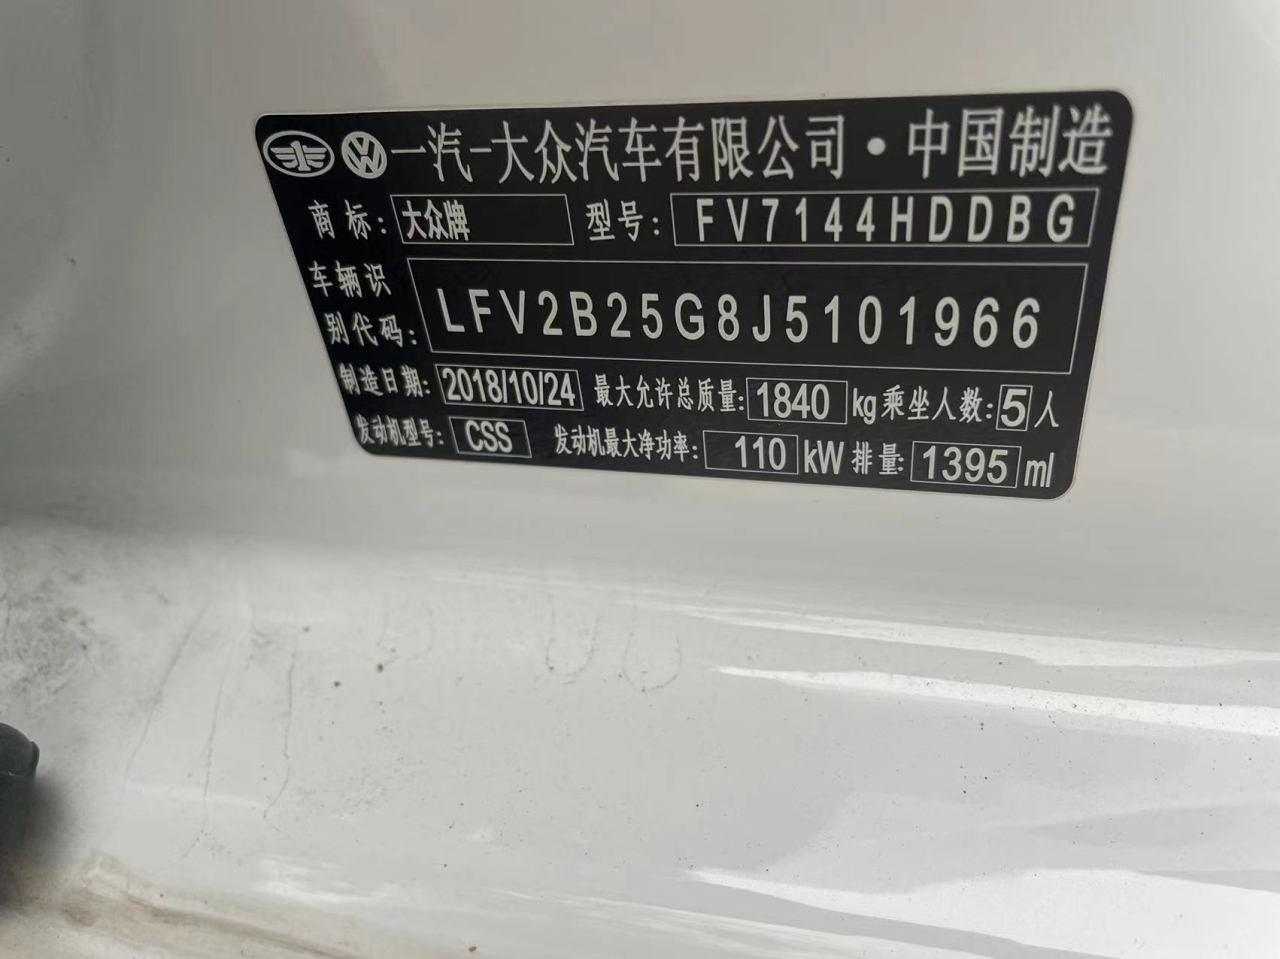 一汽-大众汽车有限公司·中国制造
商标: 大众牌 型号: FV7144HDDBG
车辆识别代码: LFV2B25G8J5101966
制造日期: 2018/10/24 最大允许总质量: 1840 kg 乘坐人数: 5 人
发动机型号: CSS 发动机最大净功率: 110 kW 排量: 1395 ml